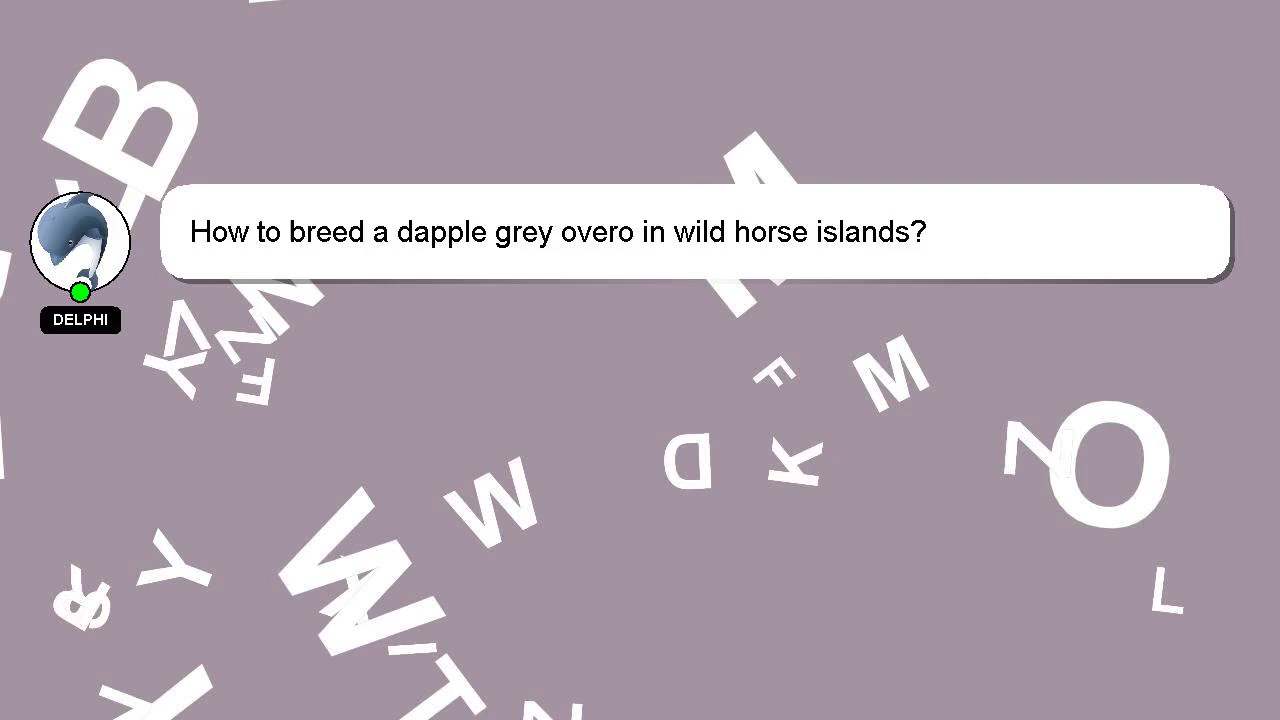 How to breed a dapple grey overo in wild horse islands?
DELPHI
B
M
N
V
Z
Y
E
F
M
D
K
Z
O
W
Y
W
A
R
Q
L
I
T
Y
Z